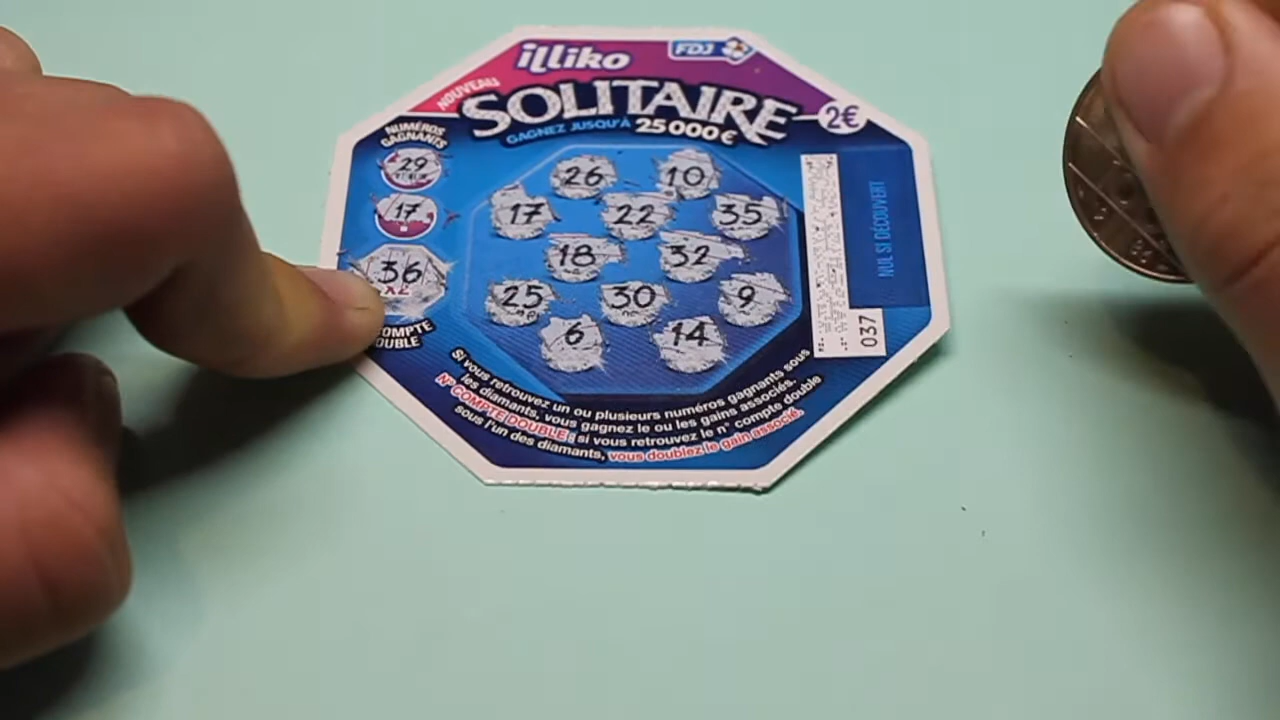 illiko
FDJ
NOUVEAU
SOLITAIRE
2€
GAGNEZ JUSQU'À 25 000 €
NUMÉROS
GAGNANTS
29
17
36
X2
COMPTE
OUBLE
26 10
17 22 35
18 32
25 30 9
6 14
NUL SI DÉCOUVERT
037
Si vous retrouvez un ou plusieurs numéros gagnants sous
les diamants, vous gagnez le ou les gains associés.
N° COMPTE DOUBLE : si vous retrouvez le n° compte double
sous l'un des diamants, vous doublez le gain associé.